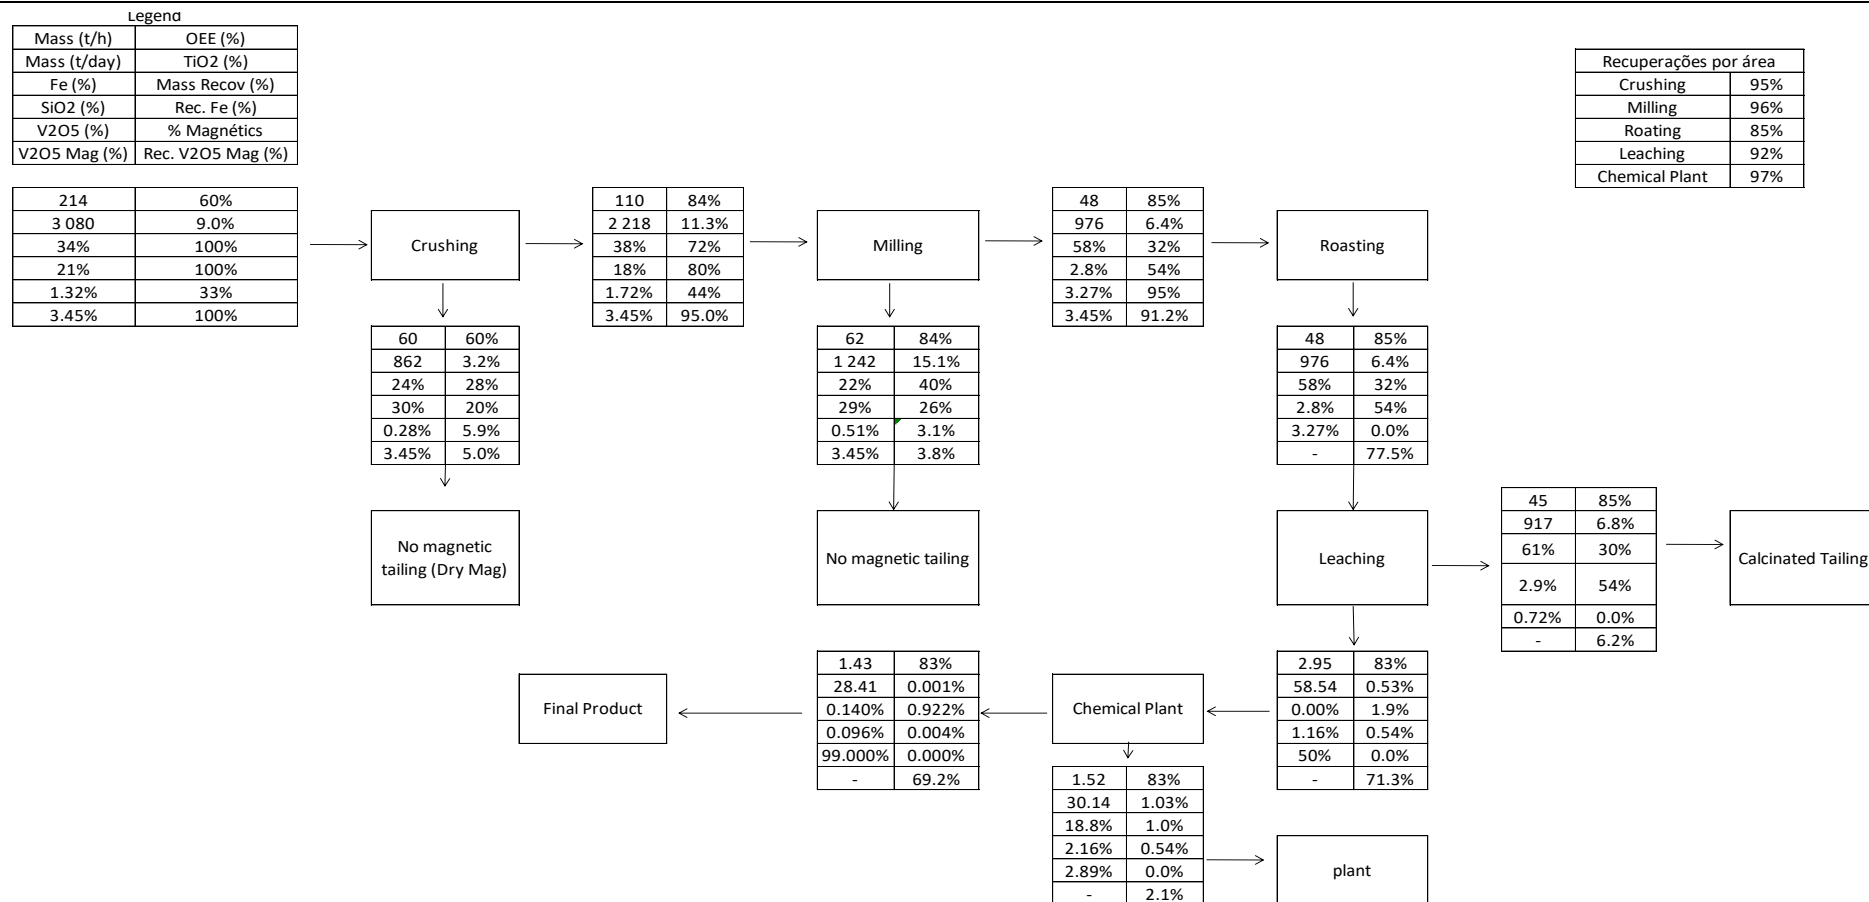 Legend
Mass (t/h) OEE (%)
Mass (t/day) TiO2 (%)
Fe (%) Mass Recov (%)
SiO2 (%) Rec. Fe (%)
V2O5 (%) % Magnétics
V2O5 Mag (%) Rec. V2O5 Mag (%)
Recuperações por área
Crushing 95%
Milling 96%
Roating 85%
Leaching 92%
Chemical Plant 97%
214 60%
3 080 9.0%
34% 100%
21% 100%
1.32% 33%
3.45% 100%
Crushing
110 84%
2 218 11.3%
38% 72%
18% 80%
1.72% 44%
3.45% 95.0%
Milling
48 85%
976 6.4%
58% 32%
2.8% 54%
3.27% 95%
3.45% 91.2%
Roasting
60 60%
862 3.2%
24% 28%
30% 20%
0.28% 5.9%
3.45% 5.0%
62 84%
1 242 15.1%
22% 40%
29% 26%
0.51% 3.1%
3.45% 3.8%
48 85%
976 6.4%
58% 32%
2.8% 54%
3.27% 0.0%
- 77.5%
No magnetic
tailing (Dry Mag)
No magnetic tailing
Leaching
45 85%
917 6.8%
61% 30%
2.9% 54%
0.72% 0.0%
- 6.2%
Calcinated Tailing
Final Product
1.43 83%
28.41 0.001%
0.140% 0.922%
0.096% 0.004%
99.000% 0.000%
- 69.2%
Chemical Plant
2.95 83%
58.54 0.53%
0.00% 1.9%
1.16% 0.54%
50% 0.0%
- 71.3%
1.52 83%
30.14 1.03%
18.8% 1.0%
2.16% 0.54%
2.89% 0.0%
- 2.1%
plant